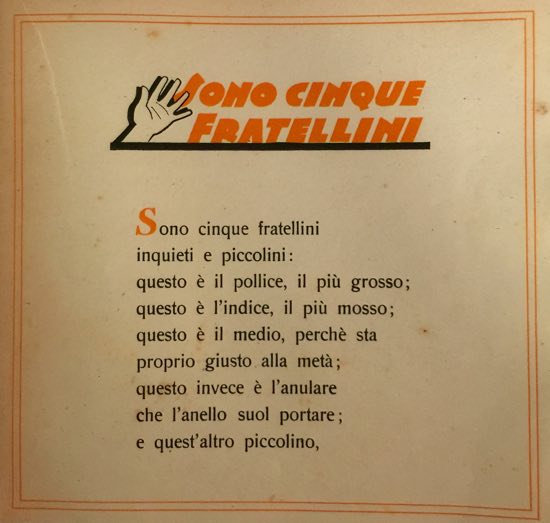 SONO CINQUE
FRATELLINI
Sono cinque fratellini
inquieti e piccolini:
questo è il pollice, il più grosso;
questo è l'indice, il più mosso;
questo è il medio, perchè sta
proprio giusto alla metà;
questo invece è l'anulare
che l'anello suol portare;
e quest'altro piccolino,